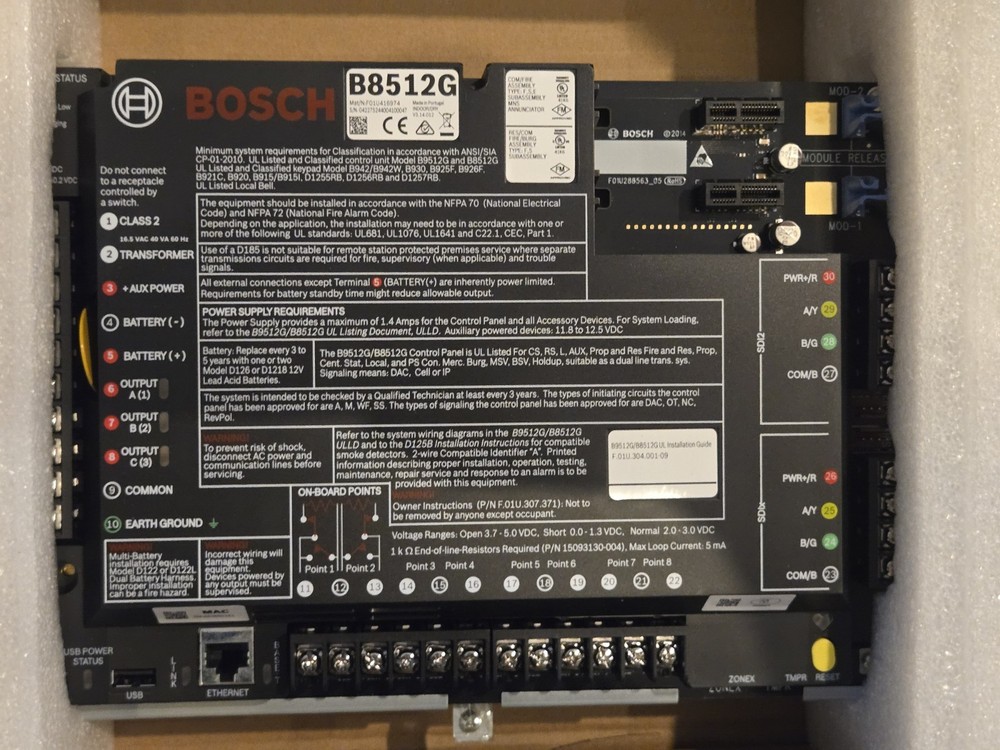 STATUS
BOSCH
B8512G
Mat/N.F01U416974
Made in Portugal
CE
BOSCH ©2014
F01U288563_05 RoHS
MOD-2
MODULE RELEAS
MOD-1
COM/FIRE
ASSEMBLY
TYPE: F,S,E
SUBASSEMBLY
MNS
ANNUNCIATOR
RES/COM
FIRE/BURG
ASSEMBLY
TYPE: F,S
SUBASSEMBLY
Minimum system requirements for Classification in accordance with ANSI/SIA
CP-01-2010. UL Listed and Classified control unit Model B9512G and B8512G
UL Listed and Classified keypad Model B942/B942W, B930, B925F, B926F,
B921C, B920, B915/B915I, D1255RB, D1256RB and D1257RB.
UL Listed Local Bell.
The equipment should be installed in accordance with the NFPA 70 (National Electrical
Code) and NFPA 72 (National Fire Alarm Code).
Depending on the application, the installation may need to be in accordance with one or
more of the following UL standards: UL681, UL1076, UL1641 and C22.1, CEC, Part 1.
Use of a D185 is not suitable for remote station protected premises service where separate
transmissions circuits are required for fire, supervisory (when applicable) and trouble
signals.
All external connections except Terminal 5 (BATTERY(+) are inherently power limited.
Requirements for battery standby time might reduce allowable output.
POWER SUPPLY REQUIREMENTS
The Power Supply provides a maximum of 1.4 Amps for the Control Panel and all Accessory Devices. For System Loading,
refer to the B9512G/B8512G UL Listing Document, ULLD. Auxiliary powered devices: 11.8 to 12.5 VDC
Battery: Replace every 3 to
5 years with one or two
Model D126 or D1218 12V
Lead Acid Batteries.
The B9512G/B8512G Control Panel is UL Listed For CS, RS, L, AUX, Prop and Res Fire and Res, Prop,
Cent. Stat, Local, and PS Con. Merc. Burg, MSV, BSV, Holdup, suitable as a dual line trans. sys.
Signaling means: DAC, Cell or IP
The system is intended to be checked by a Qualified Technician at least every 3 years. The types of initiating circuits the control
panel has been approved for are A, M, WF, SS. The types of signaling the control panel has been approved for are DAC, OT, NC,
RevPol.
WARNING!
To prevent risk of shock,
disconnect AC power and
communication lines before
servicing.
Refer to the system wiring diagrams in the B9512G/B8512G
ULLD and to the D125B Installation Instructions for compatible
smoke detectors. 2-wire Compatible Identifier "A". Printed
information describing proper installation, operation, testing,
maintenance, repair service and response to an alarm is to be
provided with this equipment.
B9512G/B8512G UL Installation Guide
F.01U.304.001-09
WARNING!
Owner Instructions (P/N F.01U.307.371): Not to
be removed by anyone except occupant.
Voltage Ranges: Open 3.7 - 5.0 VDC, Short 0.0 - 1.3 VDC, Normal 2.0 - 3.0 VDC
1 k Ω End-of-line-Resistors Required (P/N 15093130-004), Max Loop Current: 5 mA
ON-BOARD POINTS
Point 1 Point 2 Point 3 Point 4 Point 5 Point 6 Point 7 Point 8
11 12 13 14 15 16 17 18 19 20 21 22
Do not connect
to a receptacle
controlled by
a switch.
1 CLASS 2
16.5 VAC 40 VA 60 Hz
2 TRANSFORMER
3 + AUX POWER
4 BATTERY (-)
5 BATTERY (+)
6 OUTPUT
A (1)
7 OUTPUT
B (2)
8 OUTPUT
C (3)
9 COMMON
10 EARTH GROUND
WARNING!
Multi-Battery
installation requires
Model D122 or D122L
Dual Battery Harness.
Improper installation
can be a fire hazard.
WARNING!
Incorrect wiring will
damage this
equipment.
Devices powered by
any output must be
supervised.
SDI2
PWR+/R 30
A/Y 29
B/G 28
COM/B 27
SDIx
PWR+/R 26
A/Y 25
B/G 24
COM/B 23
MAC
USB POWER
STATUS
USB
LINK
ETHERNET
ZONEX
TMPR
RESET
ZONEX
TMPR